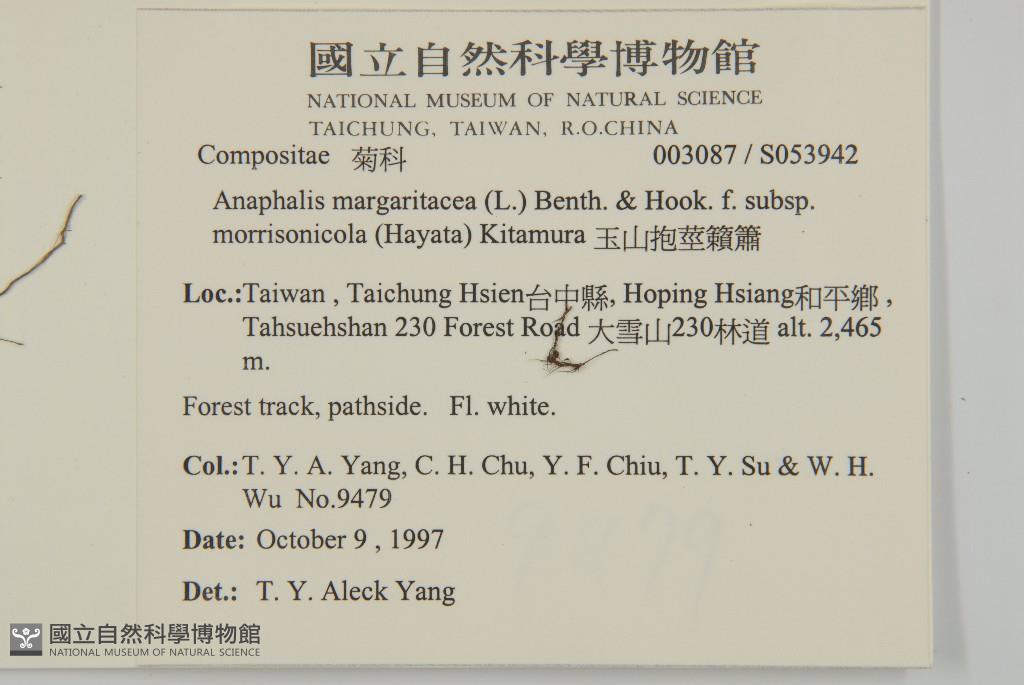 國立自然科學博物館
NATIONAL MUSEUM OF NATURAL SCIENCE
TAICHUNG, TAIWAN, R.O.CHINA
Compositae 菊科 003087 / S053942
Anaphalis margaritacea (L.) Benth. & Hook. f. subsp.
morrisonicola (Hayata) Kitamura 玉山抱莖籟簫
Loc.:Taiwan , Taichung Hsien台中縣, Hoping Hsiang和平鄉 ,
Tahsuehshan 230 Forest Road 大雪山230林道 alt. 2,465
m.
Forest track, pathside. Fl. white.
Col.:T. Y. A. Yang, C. H. Chu, Y. F. Chiu, T. Y. Su & W. H.
Wu No.9479
Date: October 9 , 1997
Det.: T. Y. Aleck Yang
國立自然科學博物館
NATIONAL MUSEUM OF NATURAL SCIENCE